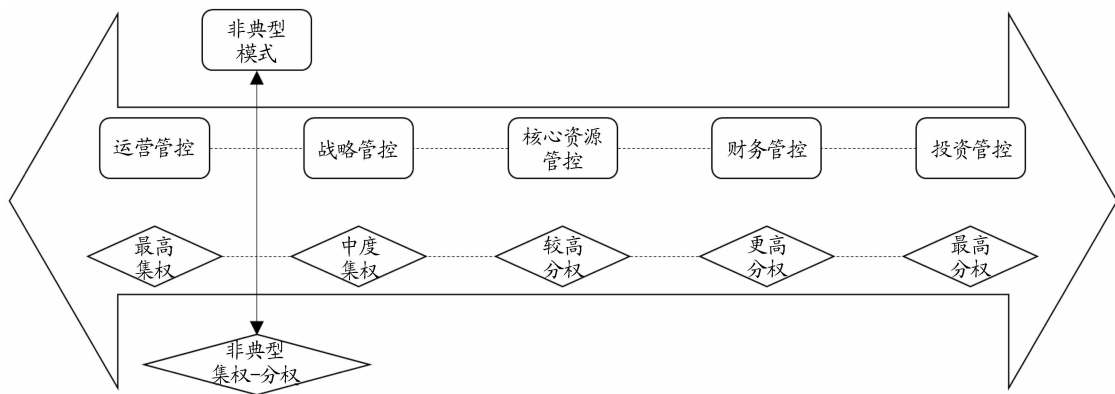 非典型
模式
运营管控
战略管控
核心资源
管控
财务管控
投资管控
最高
集权
中度
集权
较高
分权
更高
分权
最高
分权
非典型
集权-分权